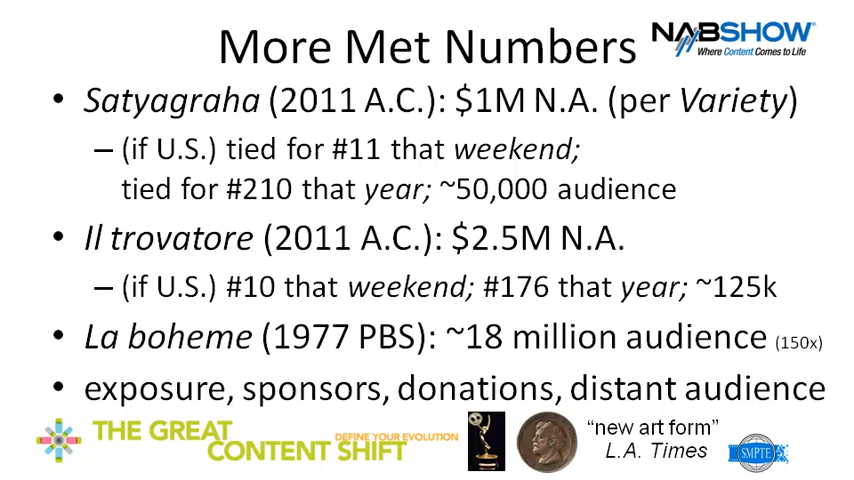 More Met Numbers
NABSHOW®
Where Content Comes to Life
• Satyagraha (2011 A.C.): $1M N.A. (per Variety)
– (if U.S.) tied for #11 that weekend;
tied for #210 that year; ~50,000 audience
• Il trovatore (2011 A.C.): $2.5M N.A.
– (if U.S.) #10 that weekend; #176 that year; ~125k
• La boheme (1977 PBS): ~18 million audience (150x)
• exposure, sponsors, donations, distant audience
THE GREAT
CONTENT SHIFT
DEFINE YOUR EVOLUTION
“new art form”
L.A. Times
SMPTE